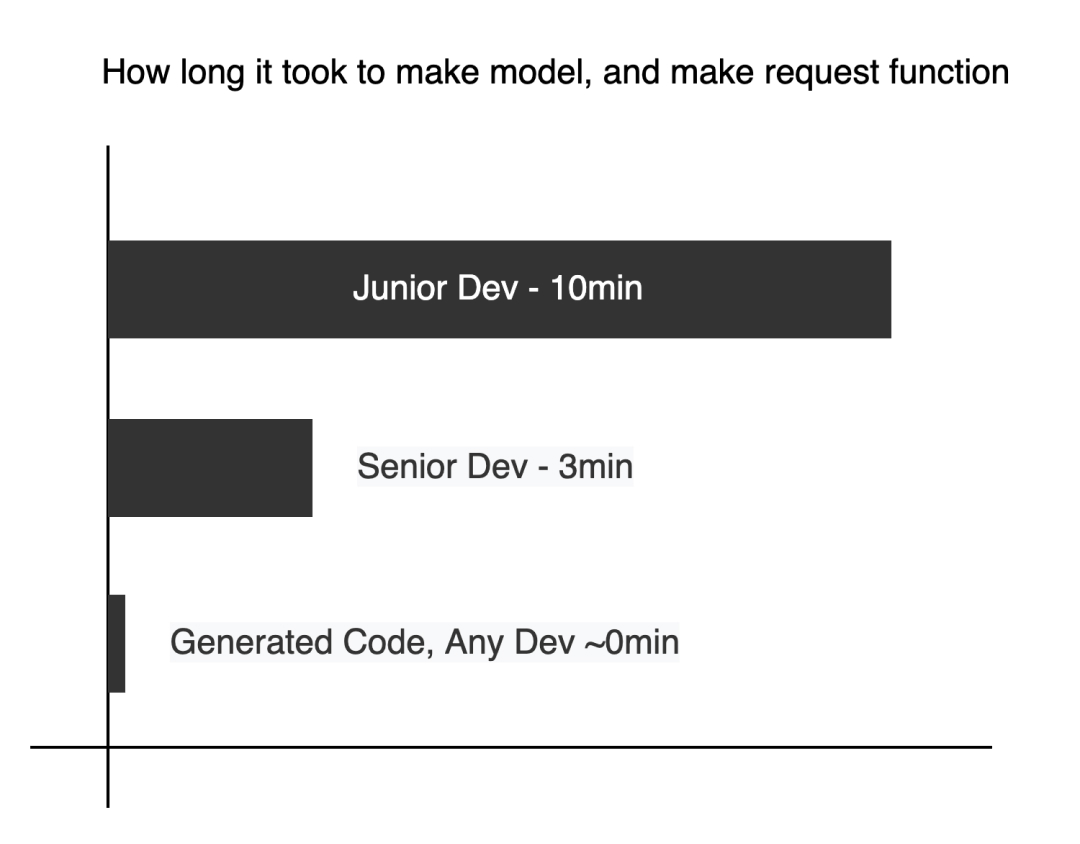 How long it took to make model, and make request function
Junior Dev - 10min
Senior Dev - 3min
Generated Code, Any Dev ~0min